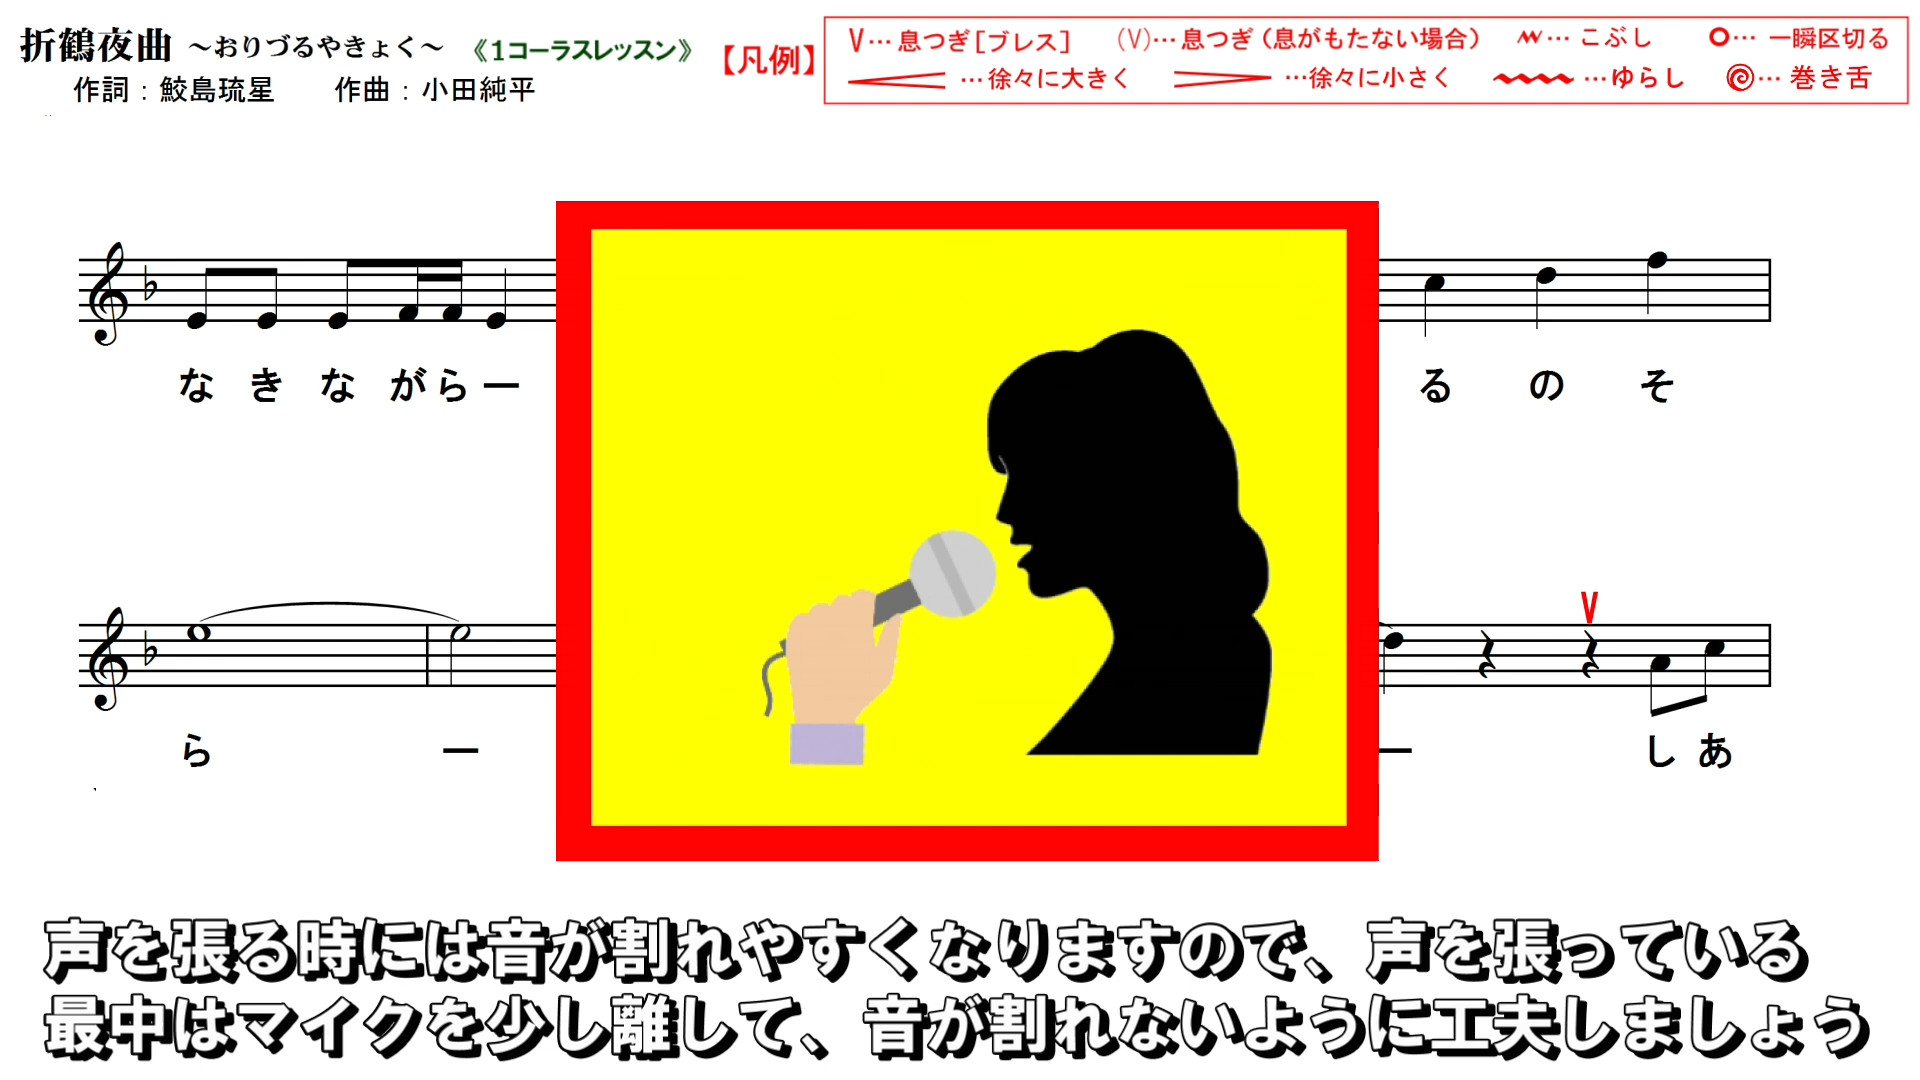 折鶴夜曲 ～おりづるやきょく～ 《1コーラスレッスン》
作詞：鮫島琉星　作曲：小田純平
【凡例】
V… 息つぎ［ブレス］ (V)… 息つぎ（息がもたない場合） … こぶし … 一瞬区切る
… 徐々に大きく … 徐々に小さく … ゆらし … 巻き舌
な き な が ら ー る の そ
V
ら ー ー し あ
声を張る時には音が割れやすくなりますので、声を張っている
最中はマイクを少し離して、音が割れないように工夫しましょう